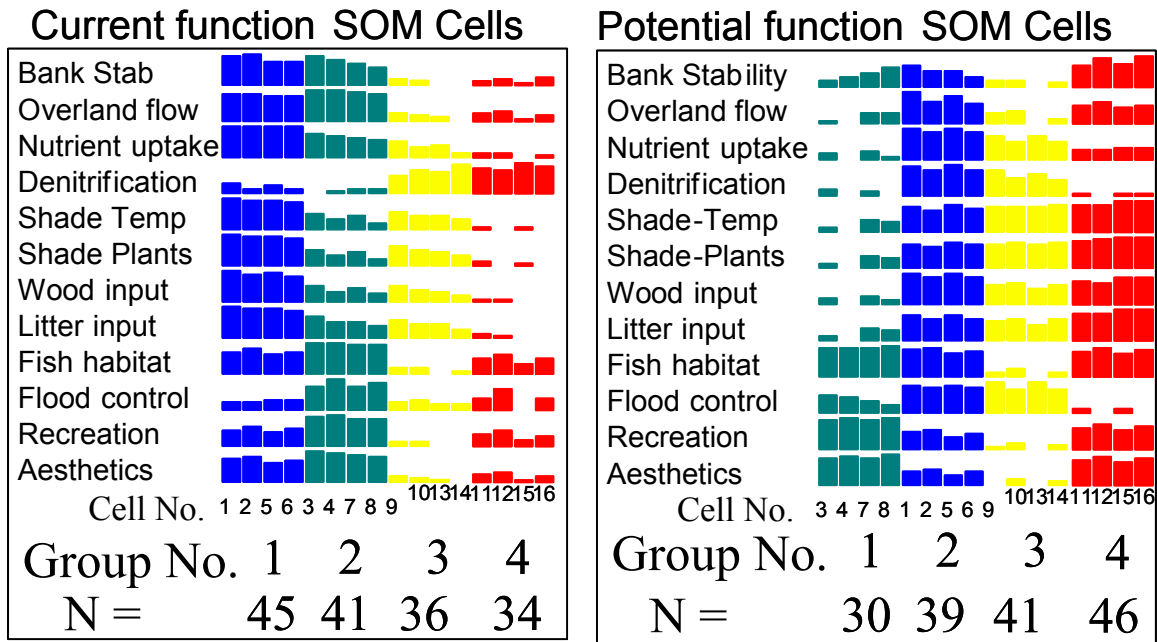 Current function SOM Cells
Bank Stab
Overland flow
Nutrient uptake
Denitrification
Shade Temp
Shade Plants
Wood input
Litter input
Fish habitat
Flood control
Recreation
Aesthetics
Cell No. 1 2 5 6 3 4 7 8 9 10 13 14 11 12 15 16
Group No. 1 2 3 4
N = 45 41 36 34
Potential function SOM Cells
Bank Stability
Overland flow
Nutrient uptake
Denitrification
Shade-Temp
Shade-Plants
Wood input
Litter input
Fish habitat
Flood control
Recreation
Aesthetics
Cell No. 3 4 7 8 1 2 5 6 9 10 13 14 11 12 15 16
Group No. 1 2 3 4
N = 30 39 41 46